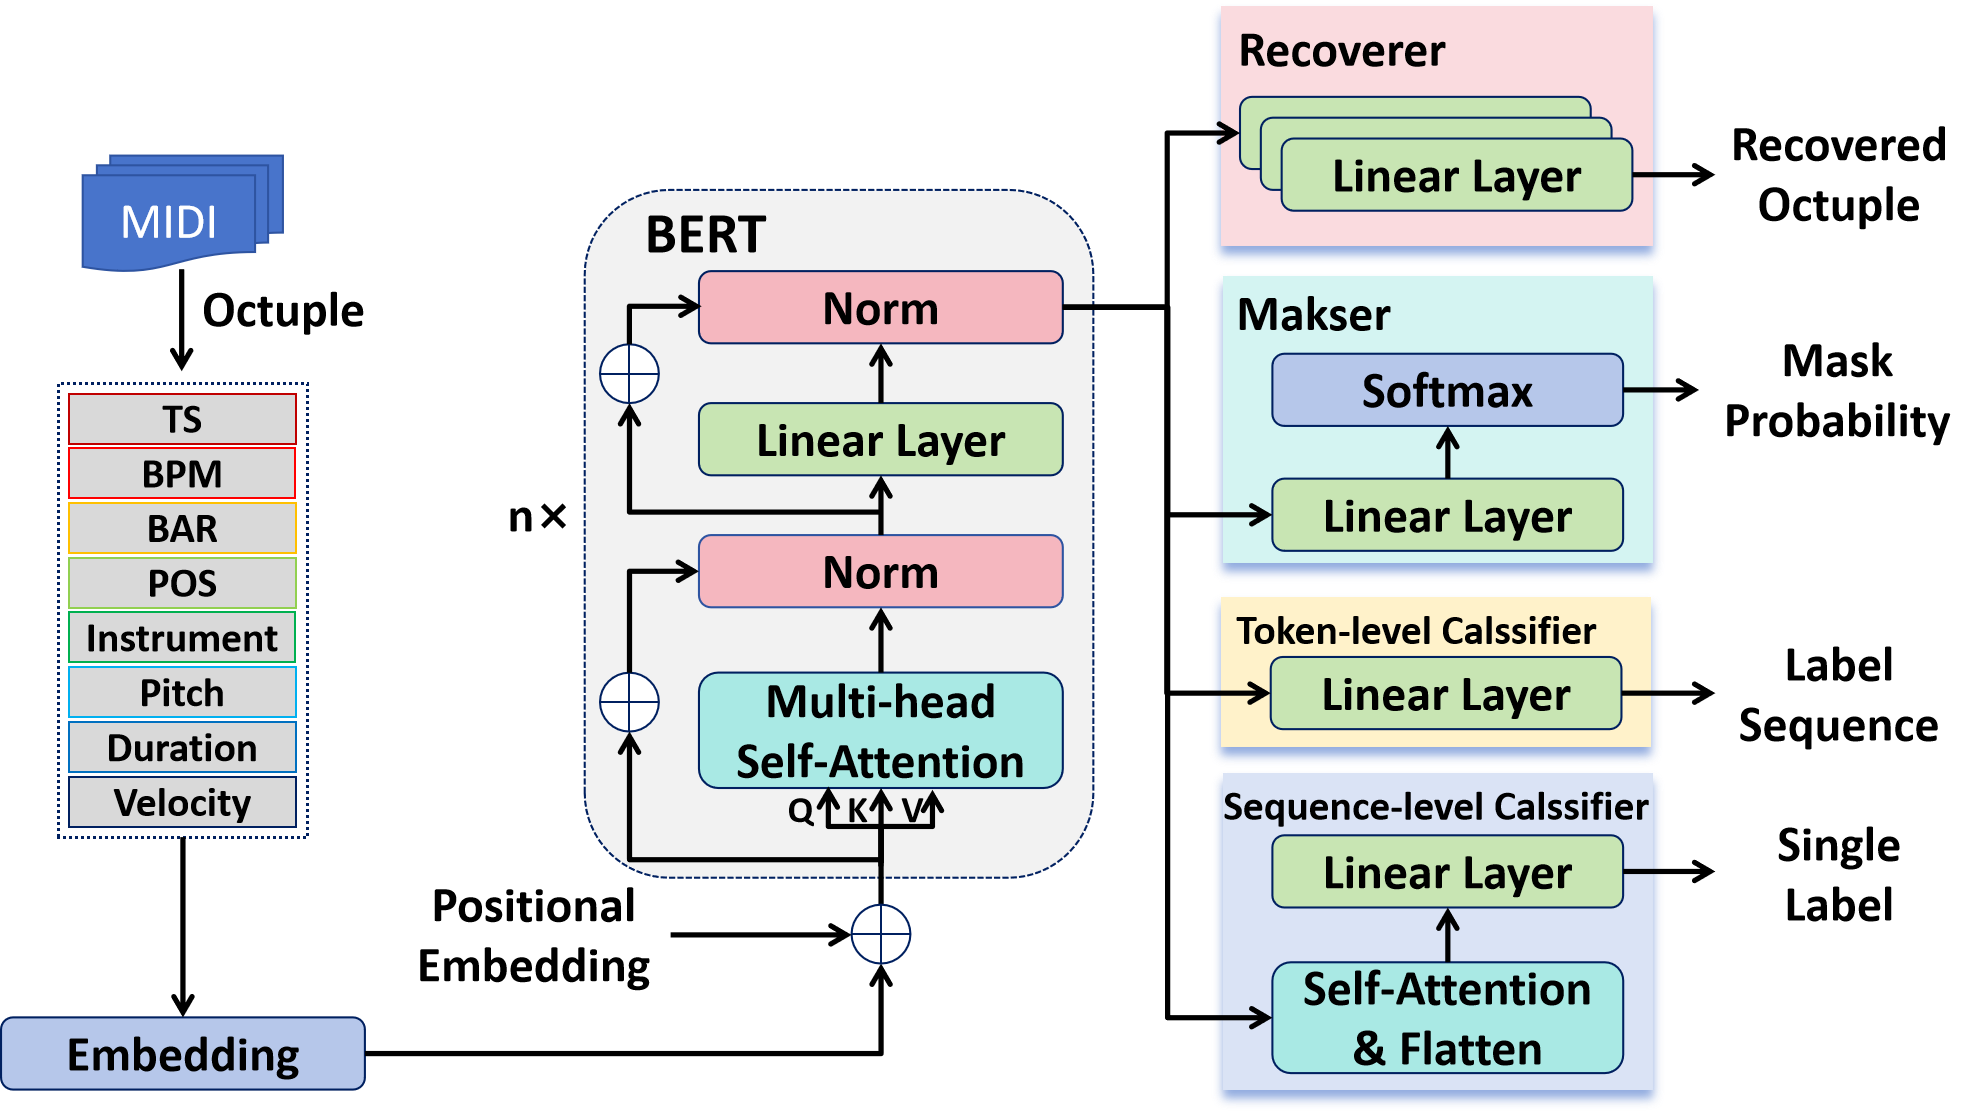 MIDI
Octuple
TS
BPM
BAR
POS
Instrument
Pitch
Duration
Velocity
Embedding
Positional
Embedding
n×
BERT
Norm
Linear Layer
Norm
Multi-head
Self-Attention
Q K V
Recoverer
Linear Layer
Recovered
Octuple
Makser
Softmax
Linear Layer
Mask
Probability
Token-level Calssifier
Linear Layer
Label
Sequence
Sequence-level Calssifier
Linear Layer
Self-Attention
& Flatten
Single
Label